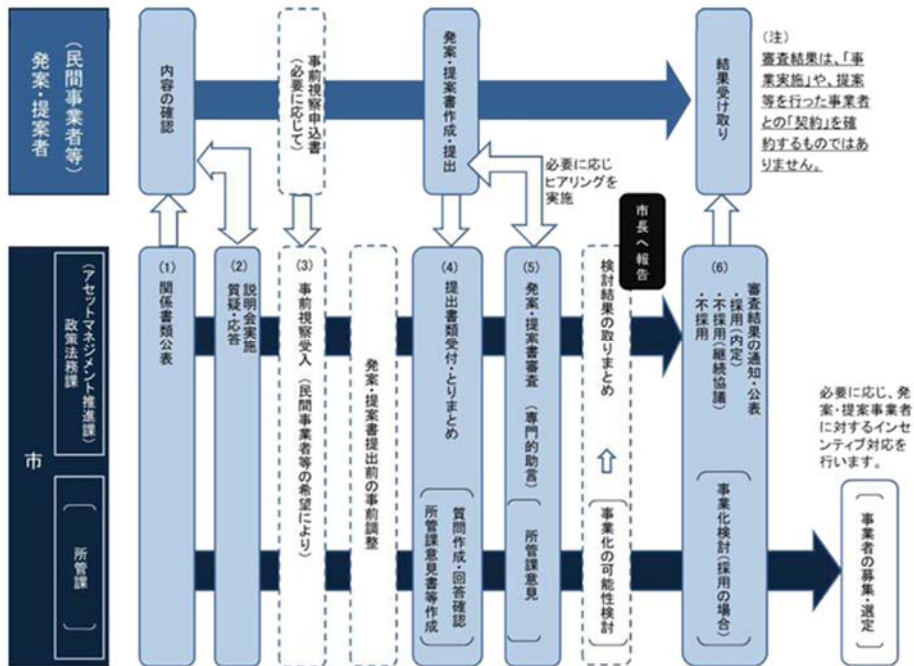 発案・提案者
(民間事業者等)
内容の確認
事前視察申込書
(必要に応じて)
発案・提案書作成・提出
結果受け取り
(注)
審査結果は、「事
業実施」や、提案
等を行った事業者
との「契約」を確
約するものではあ
りません。
必要に応じ
ヒアリングを
実施
市長へ報告
市
政策法務課
(アセットマネジメント推進課)
所管課
(1)
関係書類公表
(2)
説明会実施
質疑・応答
(3)
事前視察受入(民間事業者等の希望により)
発案・提案書提出前の事前調整
(4)
提出書類受付・とりまとめ
質問作成・回答確認
所管課意見書等作成
(5)
発案・提案書審査(専門的助言)
所管課意見
検討結果の取りまとめ
事業化の可能性検討
(6)
審査結果の通知・公表
・採用(内定)
・不採用(継続協議)
・不採用
事業化検討(採用の場合)
必要に応じ、発
案・提案事業者
に対するインセ
ンティブ対応を
行います。
事業者の募集・選定